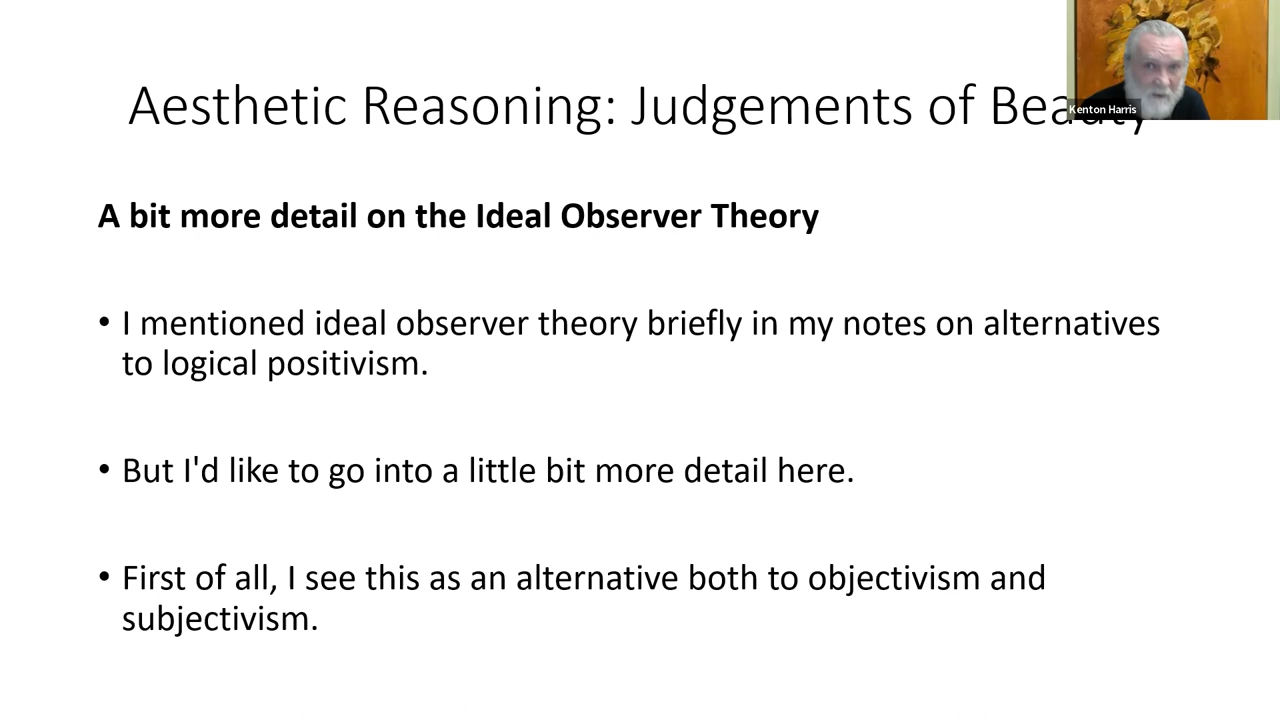 Aesthetic Reasoning: Judgements of Beauty
Kenton Harris
A bit more detail on the Ideal Observer Theory
• I mentioned ideal observer theory briefly in my notes on alternatives
to logical positivism.
• But I'd like to go into a little bit more detail here.
• First of all, I see this as an alternative both to objectivism and
subjectivism.